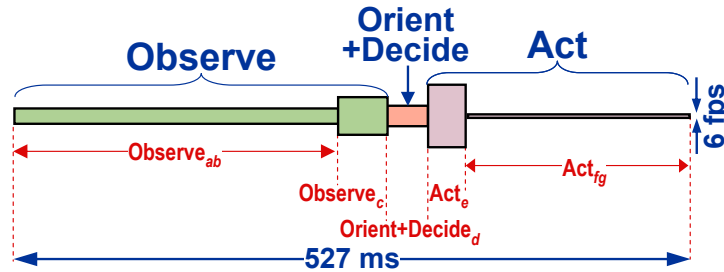 Orient
+Decide
Observe
Act
6 fps
Observe_ab
Observe_c
Act_e
Act_fg
Orient+Decide_d
527 ms